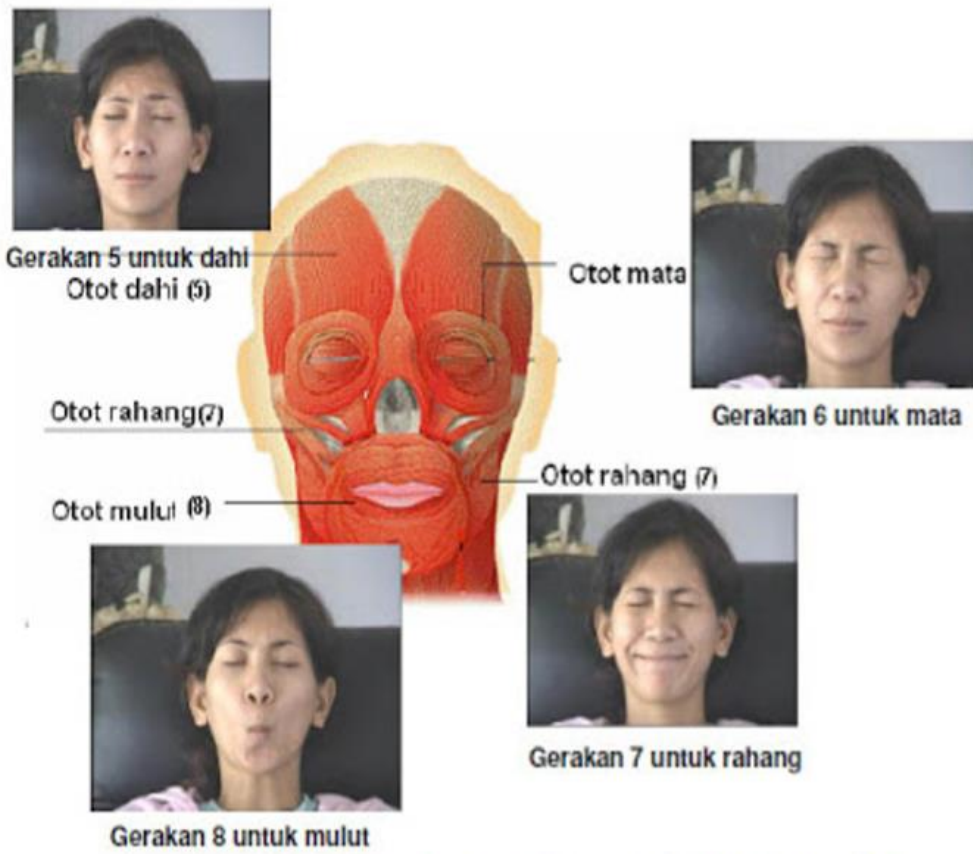 Gerakan 5 untuk dahi
Otot dahi (5)
Otot mata
Gerakan 6 untuk mata
Otot rahang(7)
Otot rahang (7)
Otot mulut (8)
Gerakan 7 untuk rahang
Gerakan 8 untuk mulut